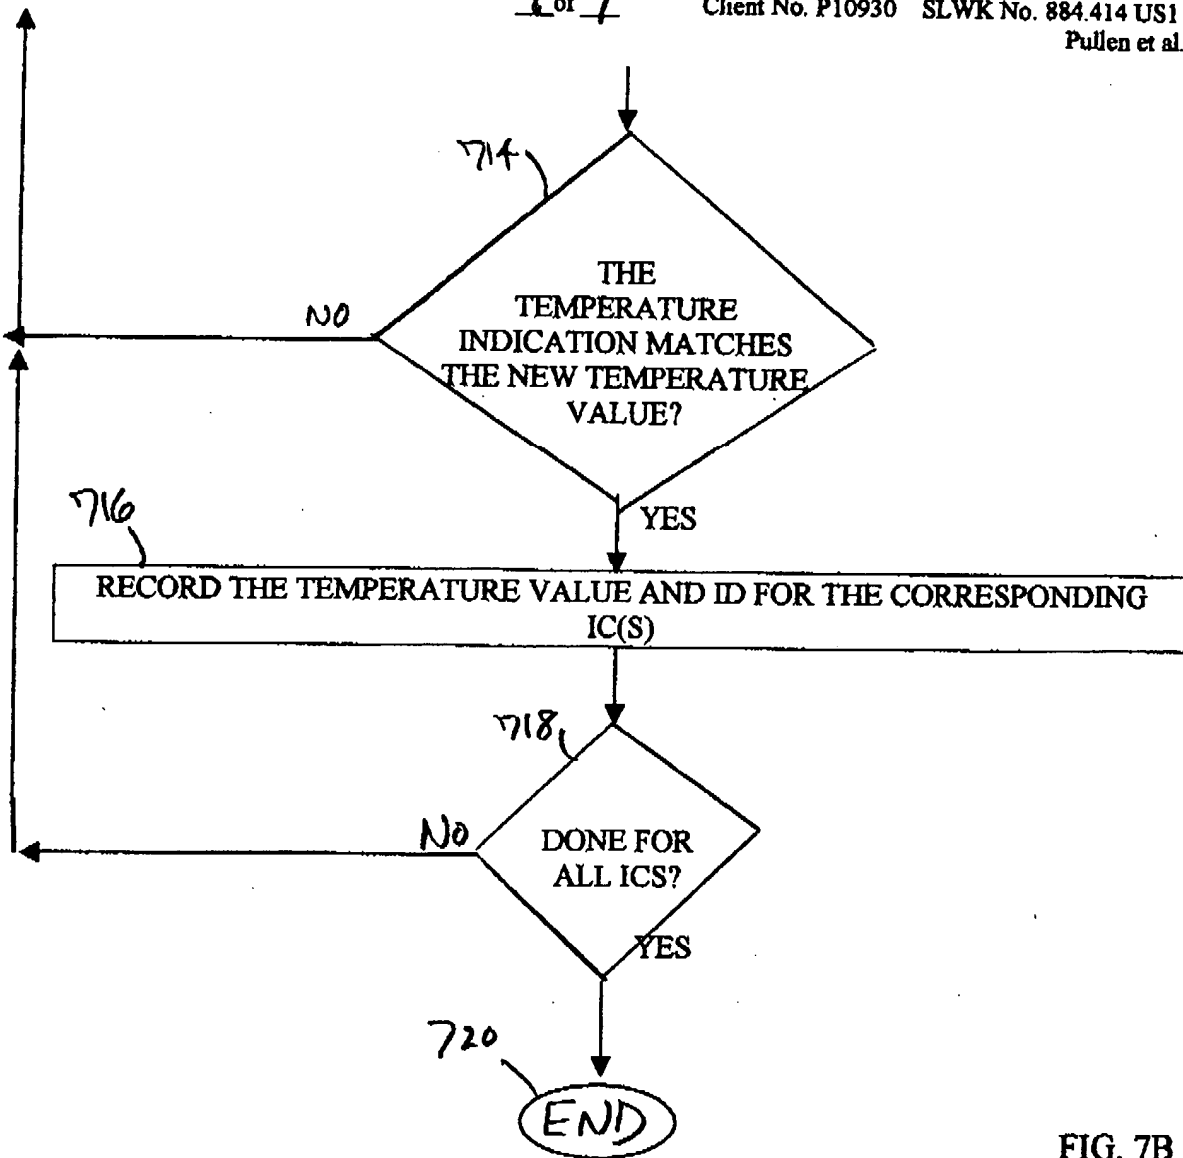 of 7 Client No. P10930 SLWK No. 884.414 US1
Pullen et al.
714
THE
TEMPERATURE
INDICATION MATCHES
THE NEW TEMPERATURE
VALUE?
NO
YES
716
RECORD THE TEMPERATURE VALUE AND ID FOR THE CORRESPONDING
IC(S)
718
No
DONE FOR
ALL ICS?
YES
720
END
FIG. 7B